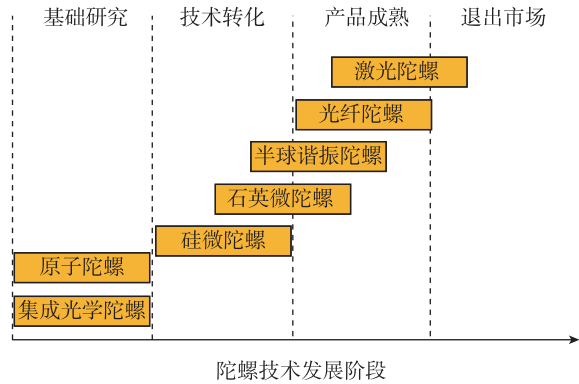 基础研究 技术转化 产品成熟 退出市场
激光陀螺
光纤陀螺
半球谐振陀螺
石英微陀螺
硅微陀螺
原子陀螺
集成光学陀螺
陀螺技术发展阶段